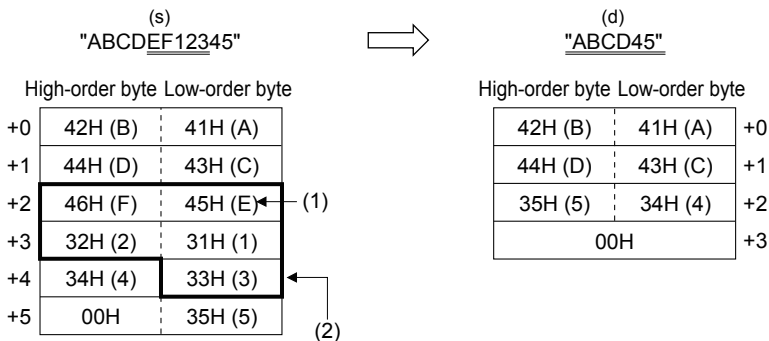 (s) (d)
"ABCDEF12345" "ABCD45"
High-order byte Low-order byte High-order byte Low-order byte
+0 42H (B) 41H (A) 42H (B) 41H (A) +0
+1 44H (D) 43H (C) 44H (D) 43H (C) +1
+2 46H (F) 45H (E) (1) 35H (5) 34H (4) +2
+3 32H (2) 31H (1) 00H +3
+4 34H (4) 33H (3)
+5 00H 35H (5) (2)